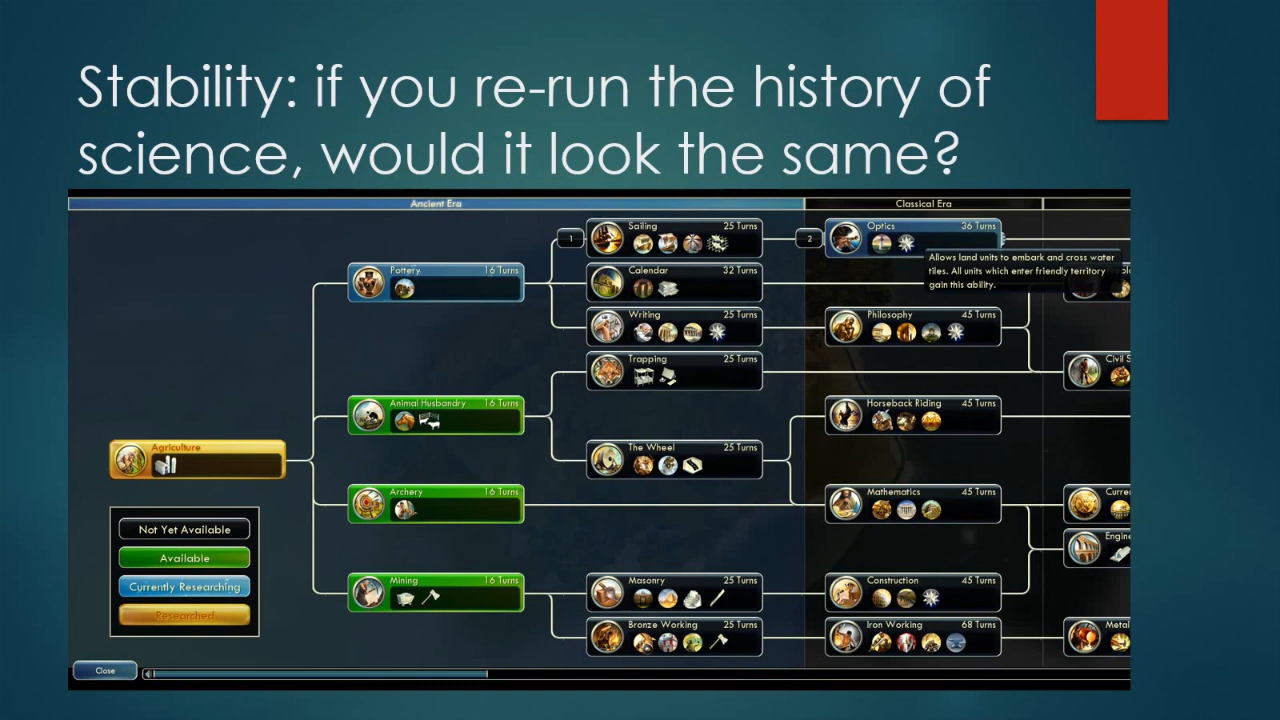 Stability: if you re-run the history of
science, would it look the same?
Ancient Era
Classical Era
Sailing 25 Turns
1
2
Optics 36 Turns
Allows land units to embark and cross water
tiles. All units which enter friendly territory
gain this ability.
Pottery 16 Turns
Calendar 32 Turns
Writing 25 Turns
Philosophy 45 Turns
Trapping 25 Turns
Civil S
Animal Husbandry 16 Turns
Horseback Riding 45 Turns
Agriculture
The Wheel 25 Turns
Archery 16 Turns
Mathematics 45 Turns
Curre
Engine
Not Yet Available
Available
Currently Researching
Researched
Mining 16 Turns
Masonry 25 Turns
Construction 45 Turns
Bronze Working 25 Turns
Iron Working 68 Turns
Metal
Close